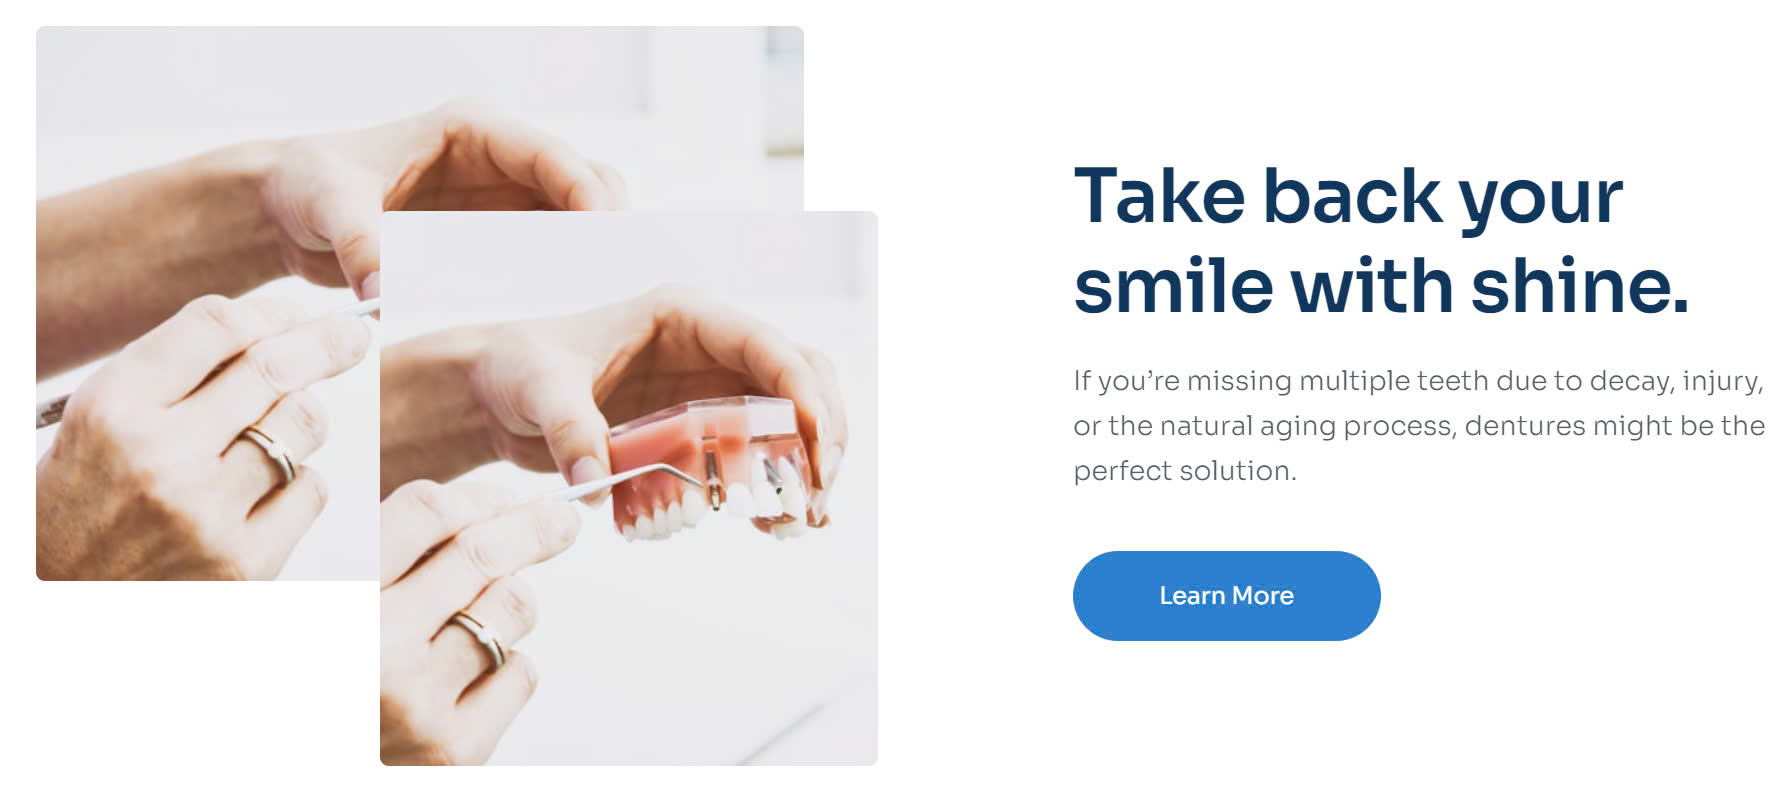 Take back your
smile with shine.
If you’re missing multiple teeth due to decay, injury,
or the natural aging process, dentures might be the
perfect solution.
Learn More